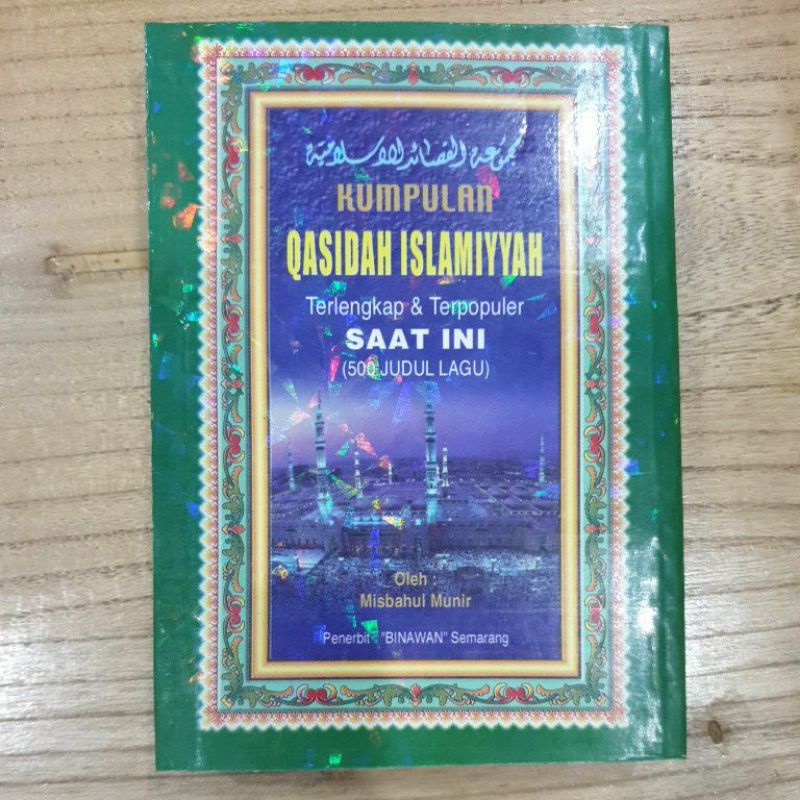 مجموعة القصائد الاسلامية
KUMPULAN
QASIDAH ISLAMIYYAH
Terlengkap & Terpopuler
SAAT INI
(500 JUDUL LAGU)
Oleh :
Misbahul Munir
Penerbit : "BINAWAN" Semarang